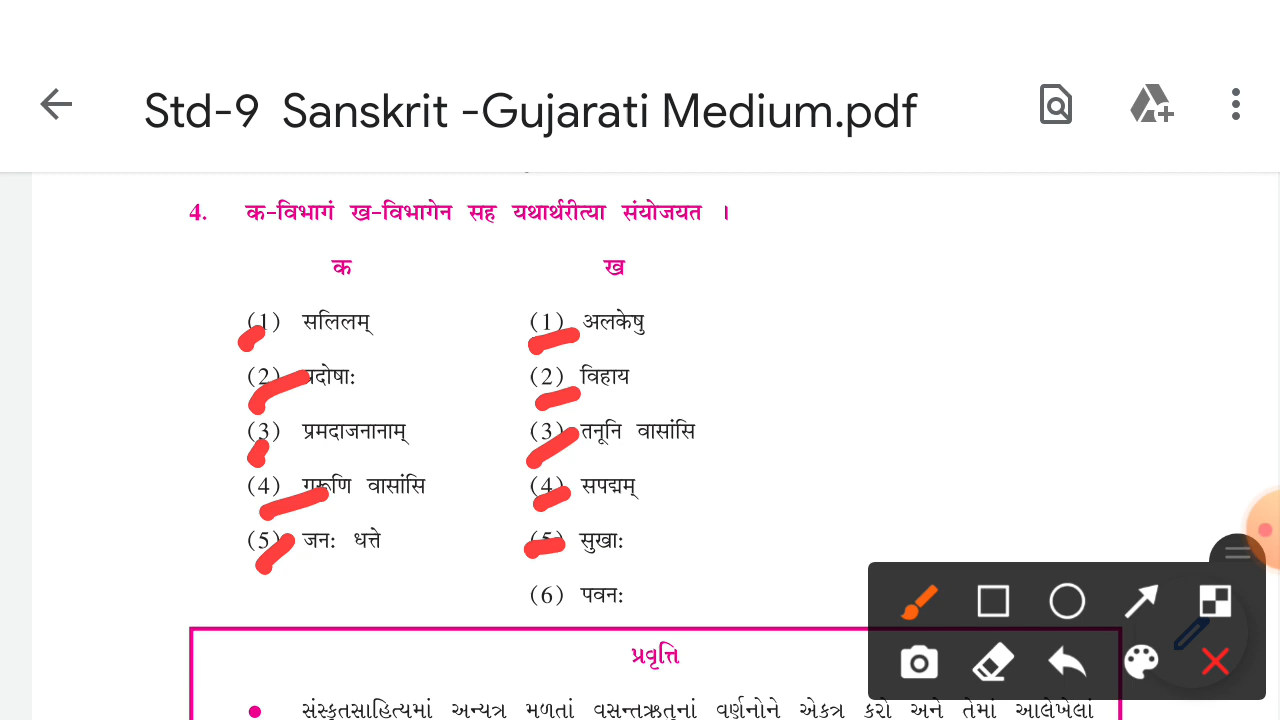 Std-9 Sanskrit -Gujarati Medium.pdf
4. क-विभागं ख-विभागेन सह यथार्थरीत्या संयोजयत ।
क ख
(1) सलिलम् (1) अलकेषु
(2) प्रदोषाः (2) विहाय
(3) प्रमदाजनानाम् (3) तनूनि वासांसि
(4) गुरूणि वासांसि (4) सपद्मम्
(5) जनः धत्ते (5) सुखाः
(6) पवनः
પ્રવૃત્તિ
● સંસ્કૃતસાહિત્યમાં અન્યત્ર મળતાં વસન્તઋતુનાં વર્ણનોને એકત્ર કરો અને તેમાં આલેખેલાં